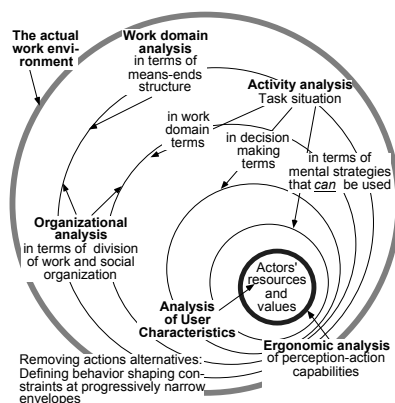 The actual
work envi-
ronment
Work domain
analysis
in terms of
means-ends
structure
Activity analysis
Task situation
in work
domain
terms
in decision
making
terms
in terms of
mental strategies
that can be used
Organizational
analysis
in terms of division
of work and social
organization
Actors'
resources
and
values
Analysis
of User
Characteristics
Ergonomic analysis
of perception-action
capabilities
Removing actions alternatives:
Defining behavior shaping con-
straints at progressively narrow
envelopes